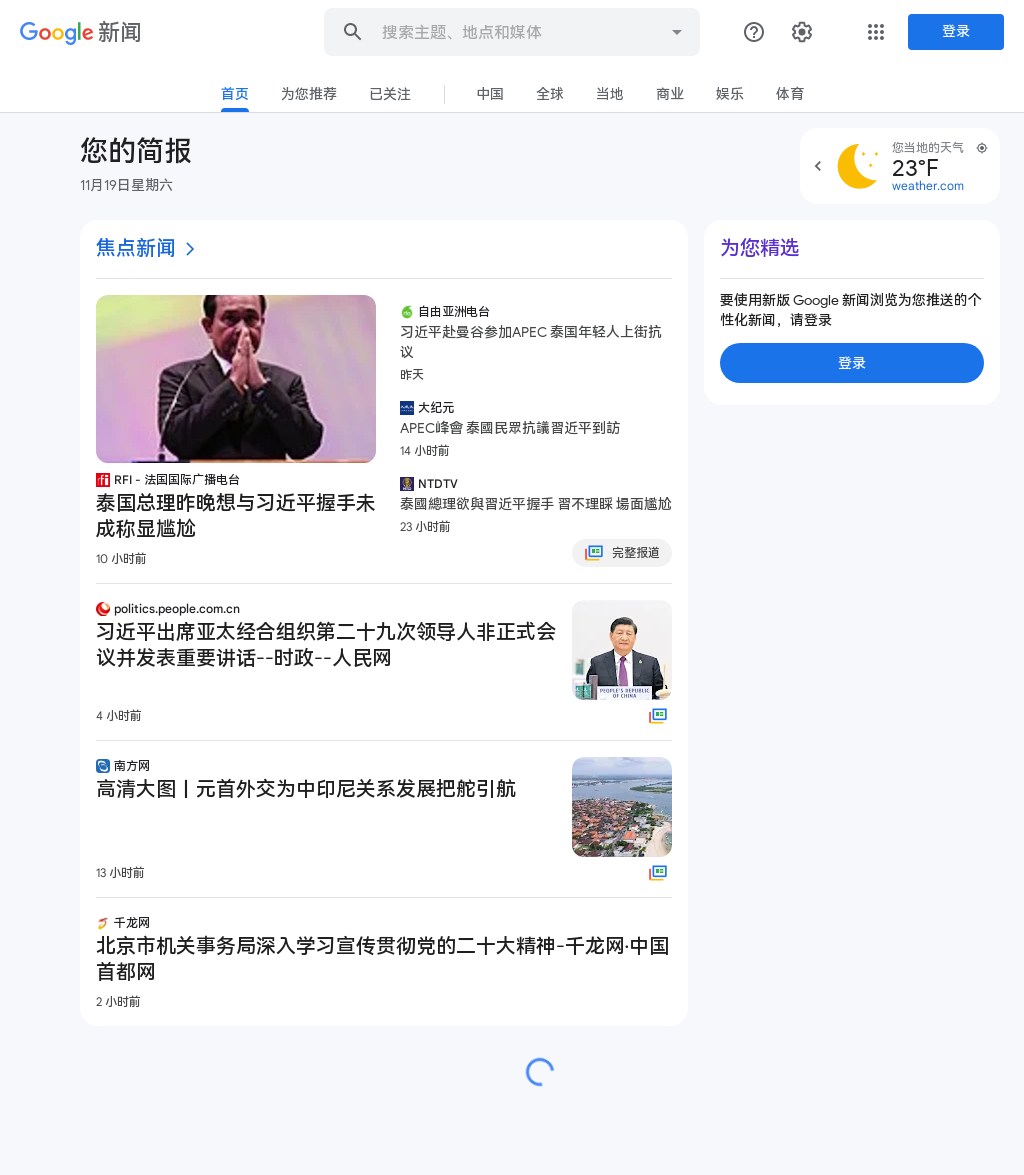 Google 新闻
搜索主题、地点和媒体
登录
首页
为您推荐
已关注
中国
全球
当地
商业
娱乐
体育
您的简报
11月19日星期六
您当地的天气
23°F
weather.com
焦点新闻
RFI - 法国国际广播电台
泰国总理昨晚想与习近平握手未
成称显尴尬
10 小时前
自由亚洲电台
习近平赴曼谷参加APEC 泰国年轻人上街抗
议
昨天
大纪元
APEC峰會 泰國民眾抗議習近平到訪
14 小时前
NTDTV
泰國總理欲與習近平握手 習不理睬 場面尷尬
23 小时前
完整报道
politics.people.com.cn
习近平出席亚太经合组织第二十九次领导人非正式会
议并发表重要讲话--时政--人民网
PEOPLE'S REPUBLIC
OF CHINA
4 小时前
南方网
高清大图丨元首外交为中印尼关系发展把舵引航
13 小时前
千龙网
北京市机关事务局深入学习宣传贯彻党的二十大精神-千龙网·中国
首都网
2 小时前
为您精选
要使用新版 Google 新闻浏览为您推送的个
性化新闻，请登录
登录